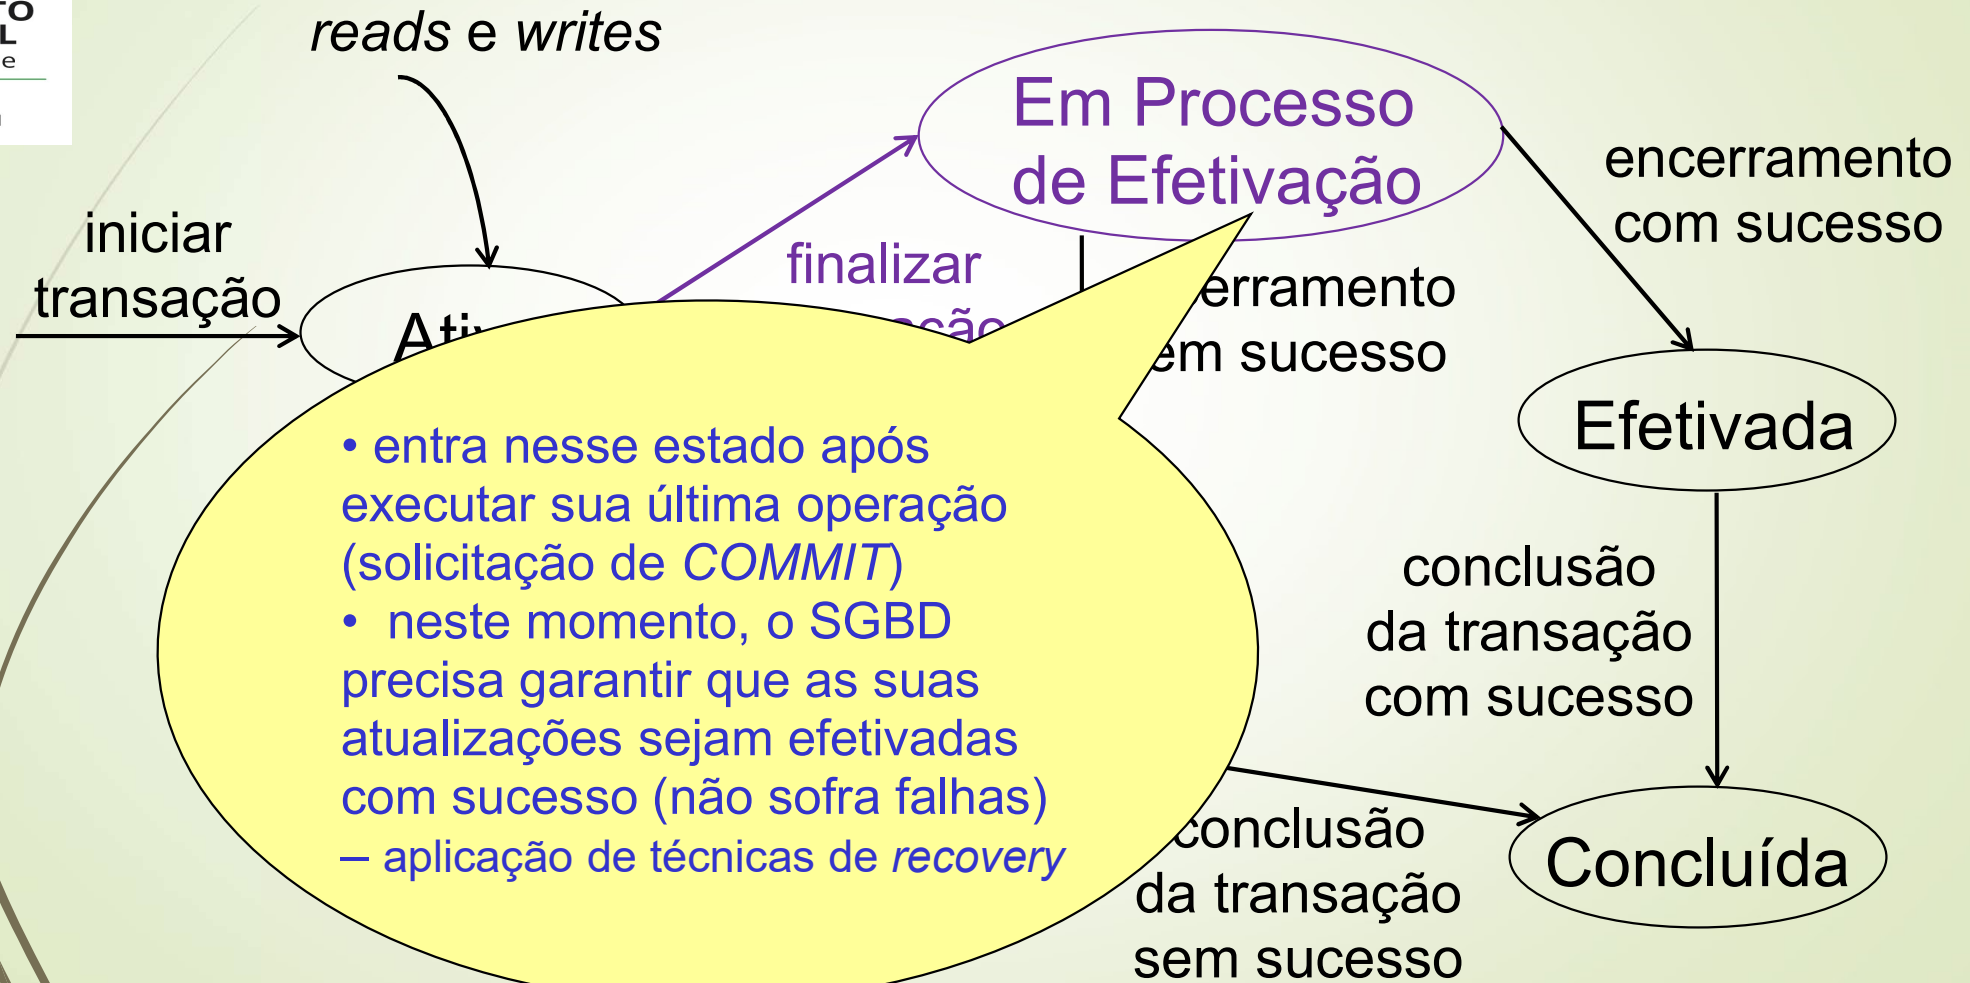 reads e writes
Em Processo
de Efetivação
encerramento
com sucesso
iniciar
transação
finalizar
sucesso
Efetivada
• entra nesse estado após
executar sua última operação
(solicitação de COMMIT)
• neste momento, o SGBD
precisa garantir que as suas
atualizações sejam efetivadas
com sucesso (não sofra falhas)
– aplicação de técnicas de recovery
conclusão
da transação
com sucesso
conclusão
da transação
sem sucesso
Concluída